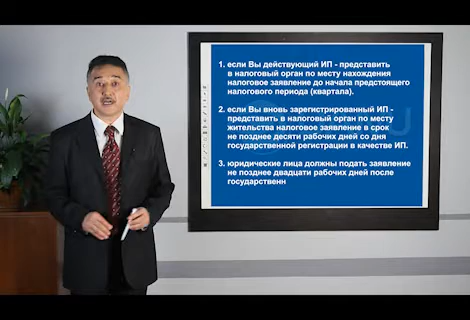 1. если Вы действующий ИП - представить
в налоговый орган по месту нахождения
налоговое заявление до начала предстоящего
налогового периода (квартала).
2. если Вы вновь зарегистрированный ИП -
представить в налоговый орган по месту
жительства налоговое заявление в срок
не позднее десяти рабочих дней со дня
государственной регистрации в качестве ИП.
3. юридические лица должны подать заявление
не позднее двадцати рабочих дней после
государственн